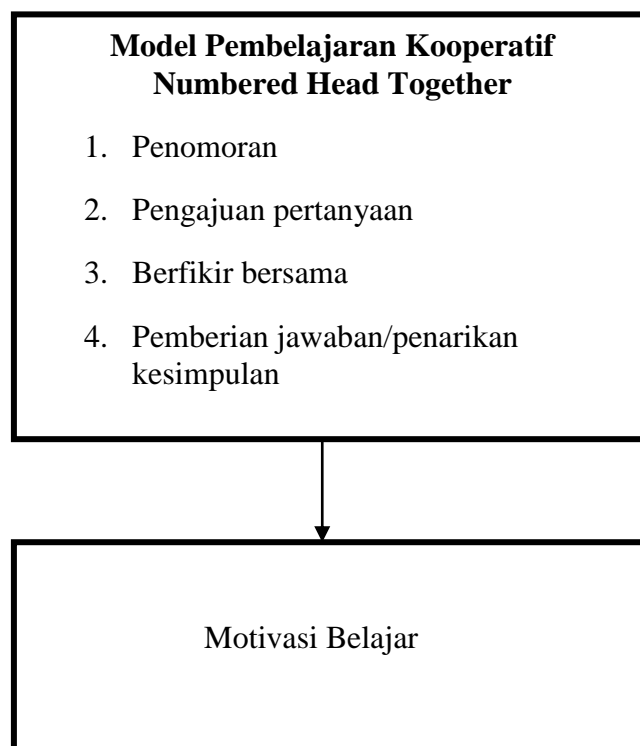 Model Pembelajaran Kooperatif
Numbered Head Together
1. Penomoran
2. Pengajuan pertanyaan
3. Berfikir bersama
4. Pemberian jawaban/penarikan
kesimpulan
Motivasi Belajar